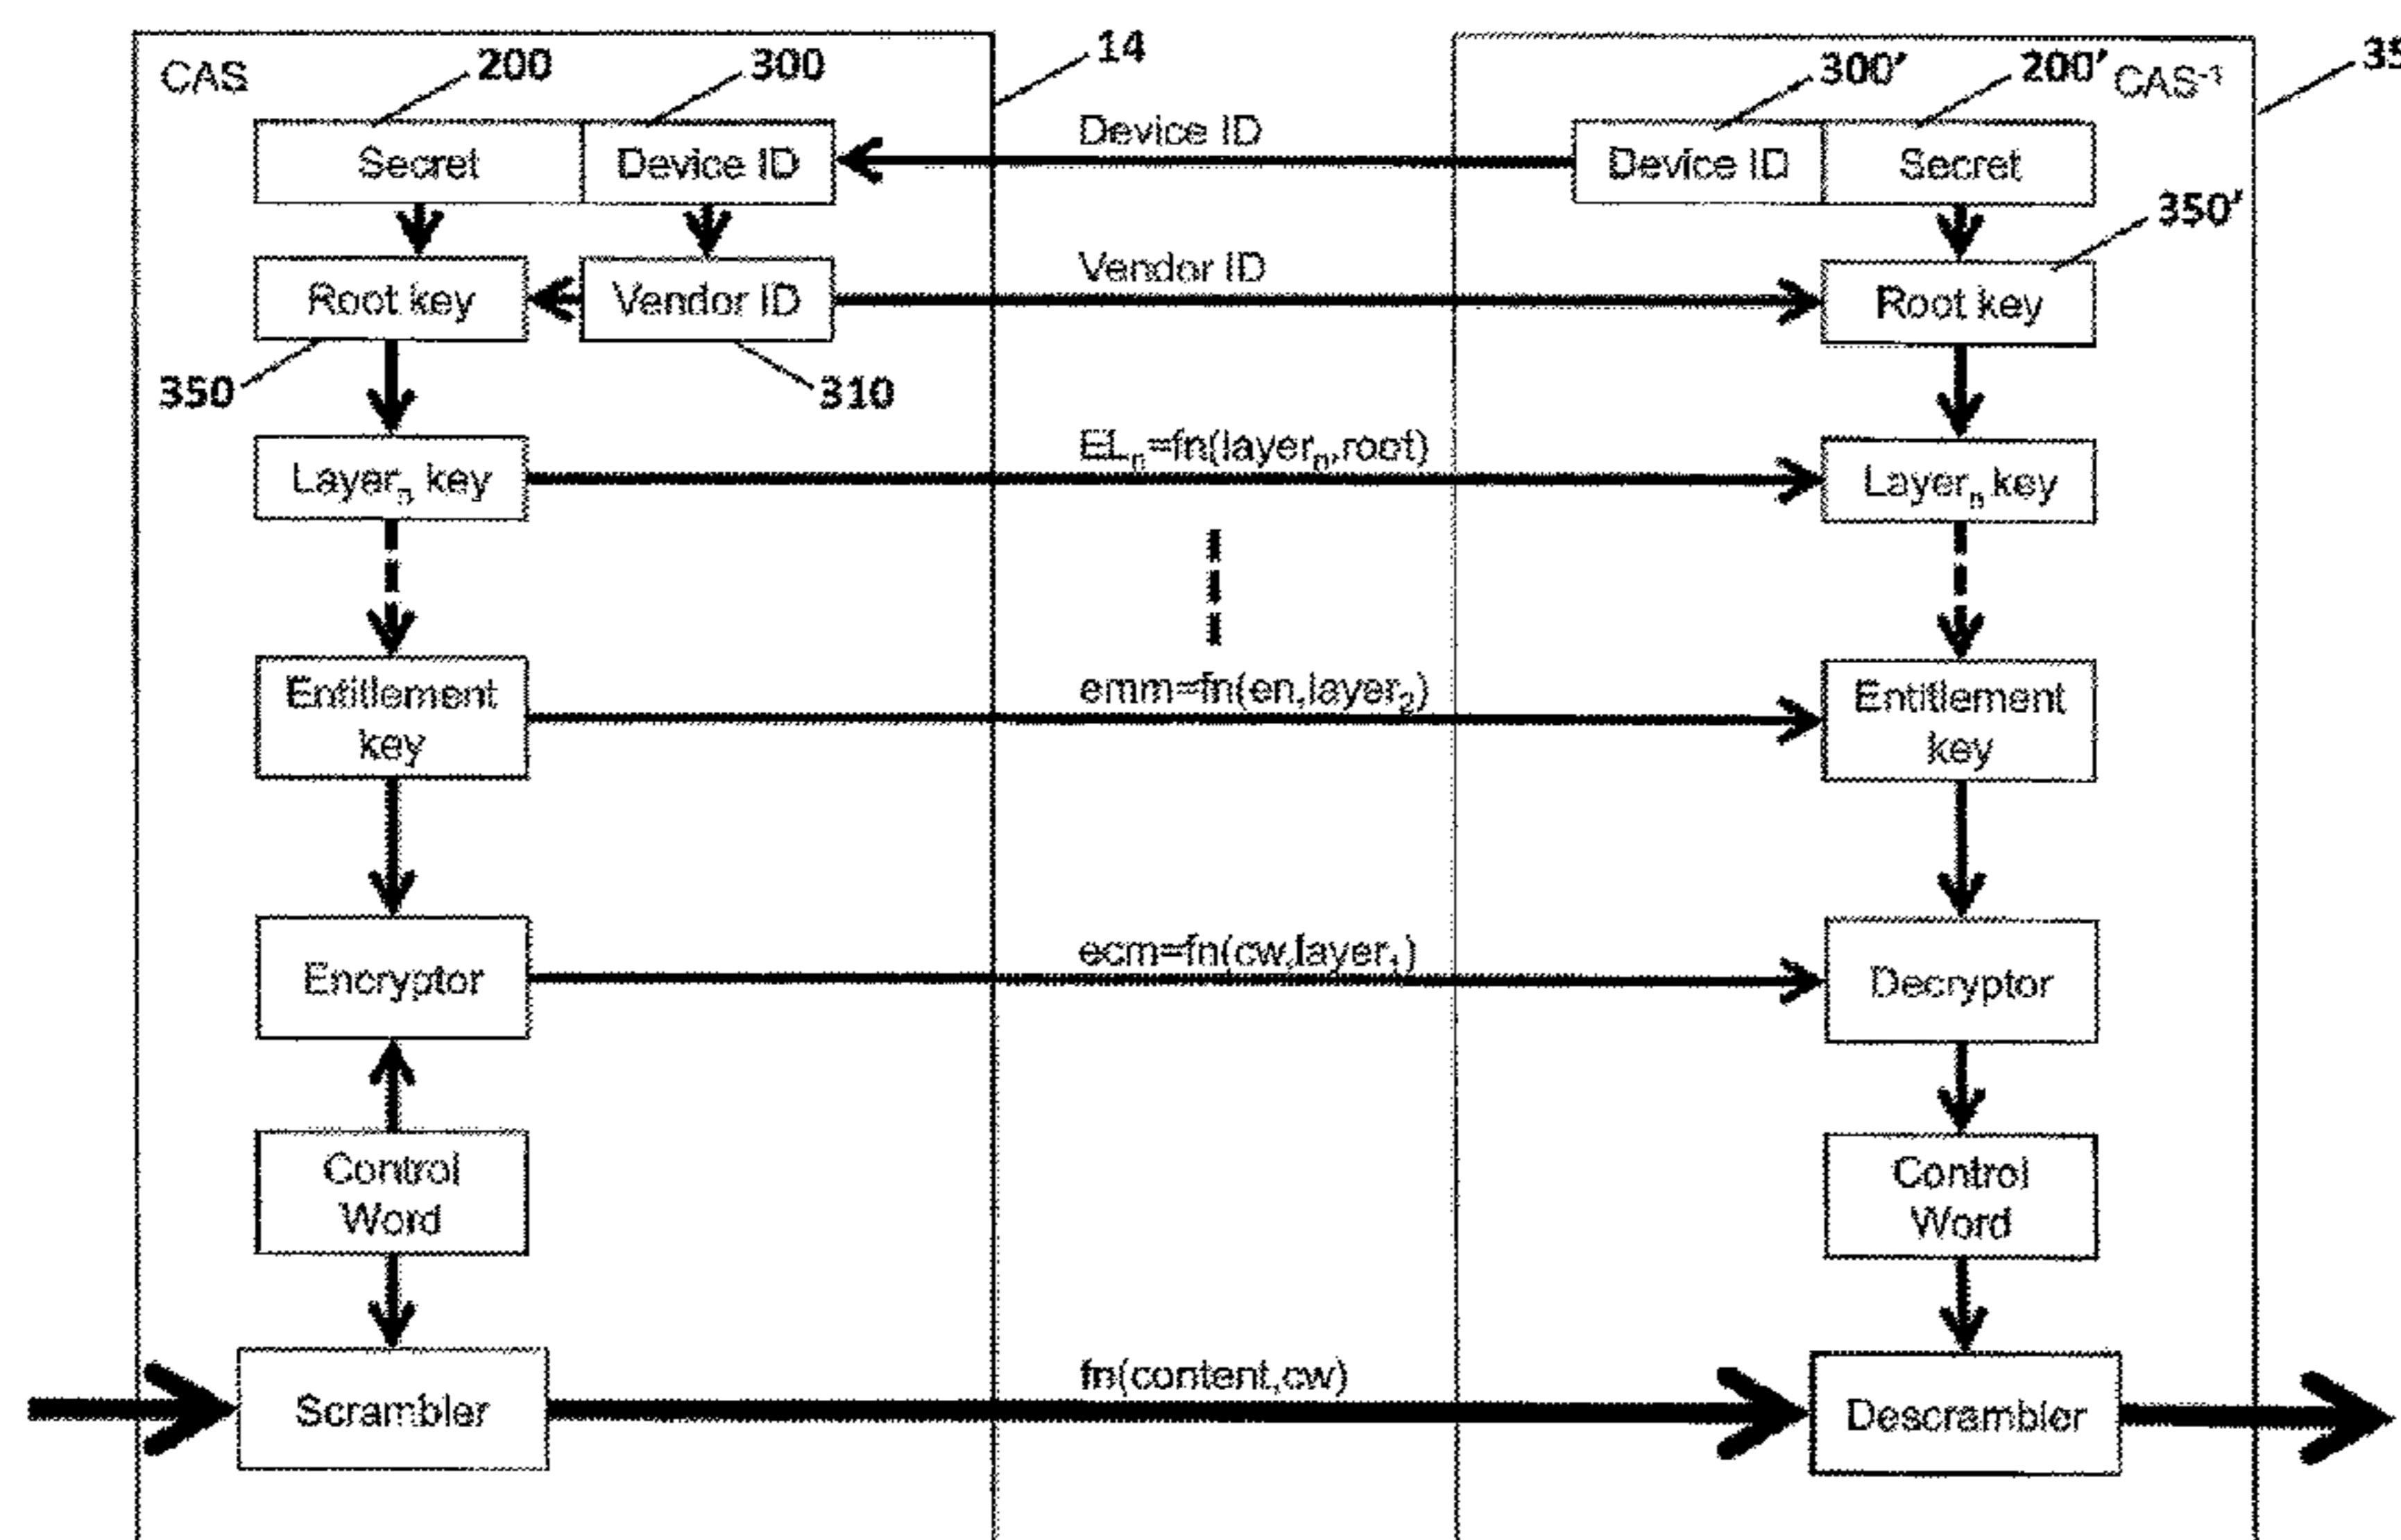 CAS
200
300
14
300'
200'
CAS⁻¹
Secret
Device ID
Device ID
Device ID
Secret
350'
Root key
Vendor ID
Vendor ID
Root key
350
310
Layerₙ key
ELₙ=fn(layerₙ,root)
Layerₙ key
Entitlement
key
emm=fn(en,layer₂)
Entitlement
key
Encryptor
ecm=fn(cw,layer₁)
Decryptor
Control
Word
Control
Word
Scrambler
fn(content,cw)
Descrambler